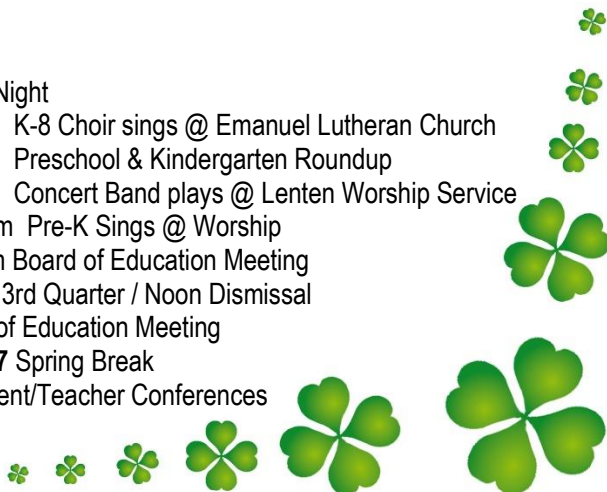 Night
K-8 Choir sings @ Emanuel Lutheran Church
Preschool & Kindergarten Roundup
Concert Band plays @ Lenten Worship Service
m Pre-K Sings @ Worship
Board of Education Meeting
3rd Quarter / Noon Dismissal
of Education Meeting
7 Spring Break
ent/Teacher Conferences